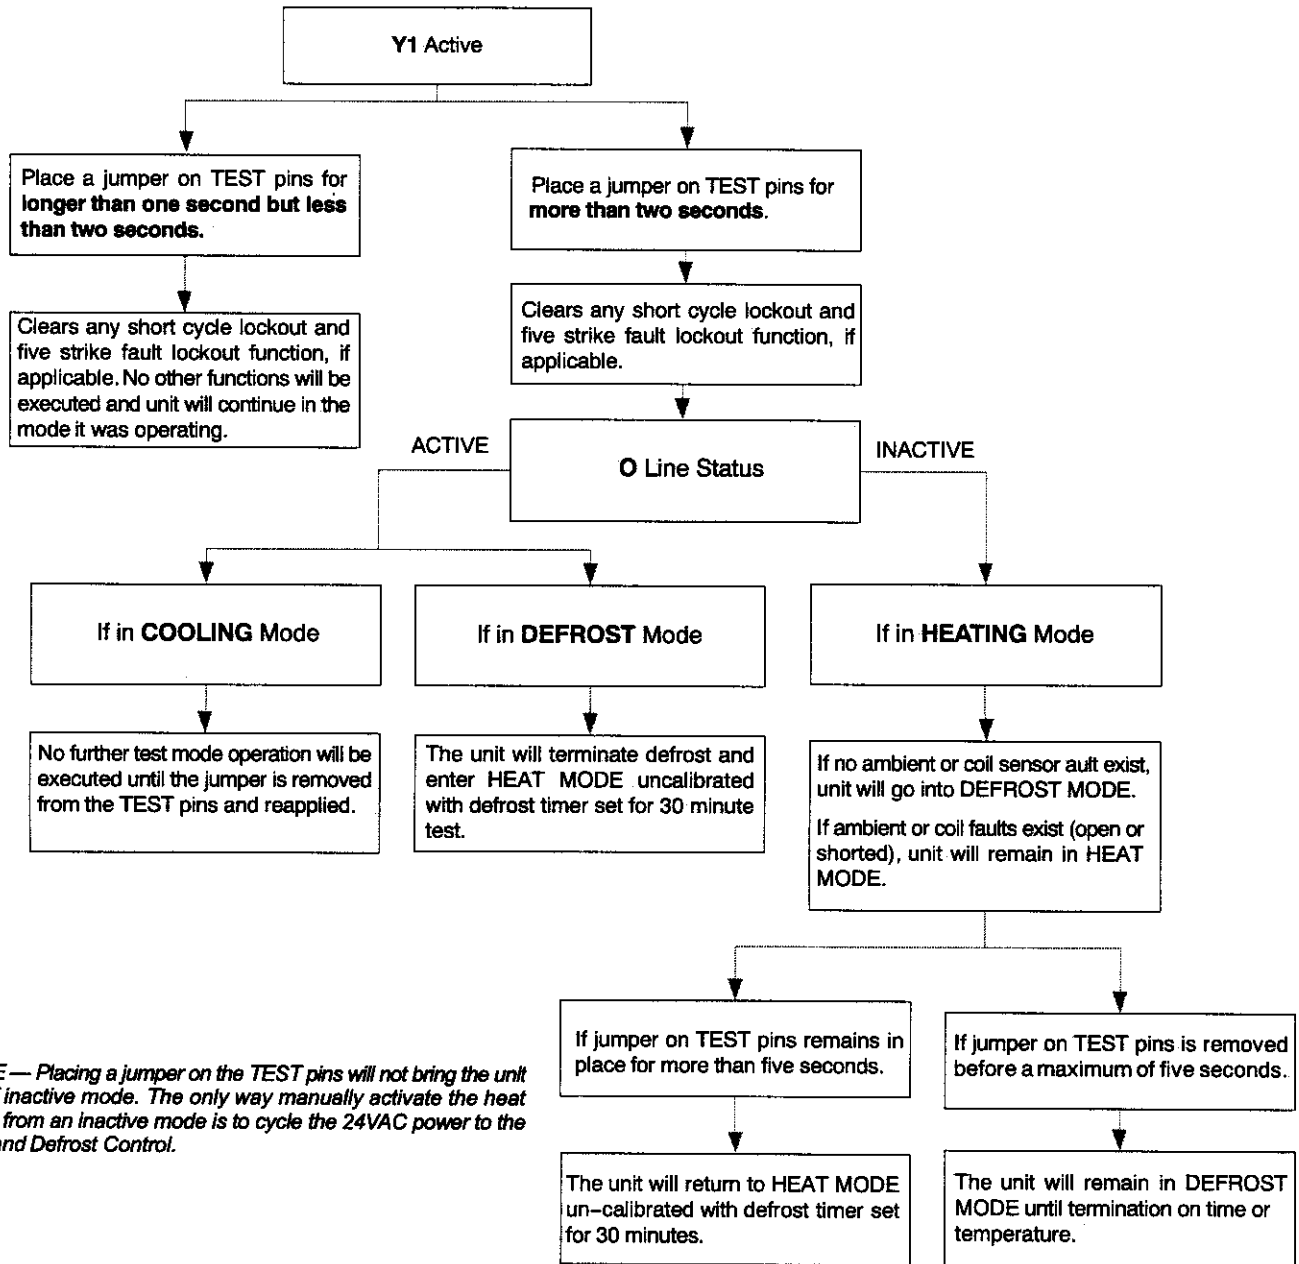 Y1 Active
Place a jumper on TEST pins for
longer than one second but less
than two seconds.
Place a jumper on TEST pins for
more than two seconds.
Clears any short cycle lockout and
five strike fault lockout function, if
applicable. No other functions will be
executed and unit will continue in the
mode it was operating.
Clears any short cycle lockout and
five strike fault lockout function, if
applicable.
ACTIVE
O Line Status
INACTIVE
If in COOLING Mode
If in DEFROST Mode
If in HEATING Mode
No further test mode operation will be
executed until the jumper is removed
from the TEST pins and reapplied.
The unit will terminate defrost and
enter HEAT MODE uncalibrated
with defrost timer set for 30 minute
test.
If no ambient or coil sensor ault exist,
unit will go into DEFROST MODE.
If ambient or coil faults exist (open or
shorted), unit will remain in HEAT
MODE.
If jumper on TEST pins remains in
place for more than five seconds.
If jumper on TEST pins is removed
before a maximum of five seconds.
The unit will return to HEAT MODE
un-calibrated with defrost timer set
for 30 minutes.
The unit will remain in DEFROST
MODE until termination on time or
temperature.
E — Placing a jumper on the TEST pins will not bring the unit
inactive mode. The only way manually activate the heat
from an inactive mode is to cycle the 24VAC power to the
nd Defrost Control.